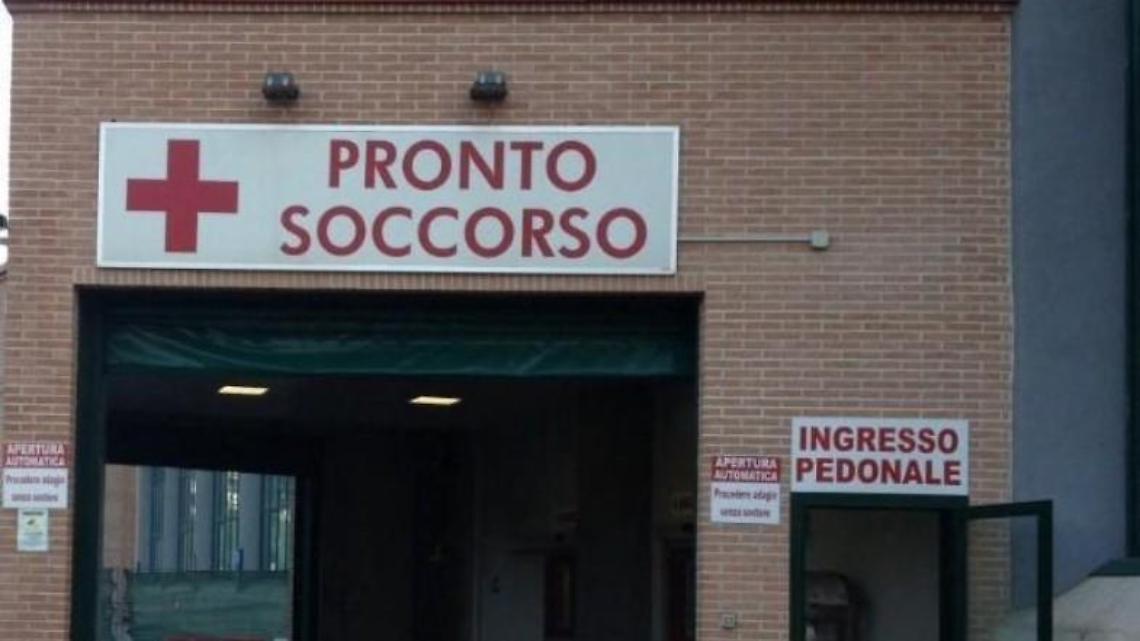 PRONTO
SOCCORSO
INGRESSO
PEDONALE
APERTURA
AUTOMATICA
Procedere adagio
senza sostare
APERTURA
AUTOMATICA
Procedere adagio
senza sostare